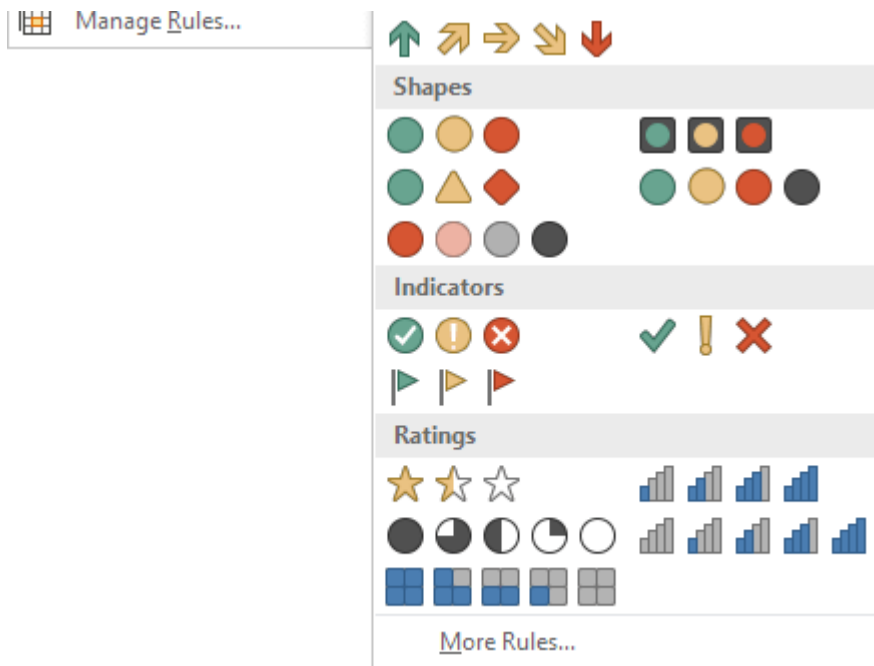 Manage Rules...
Shapes
Indicators
Ratings
More Rules...